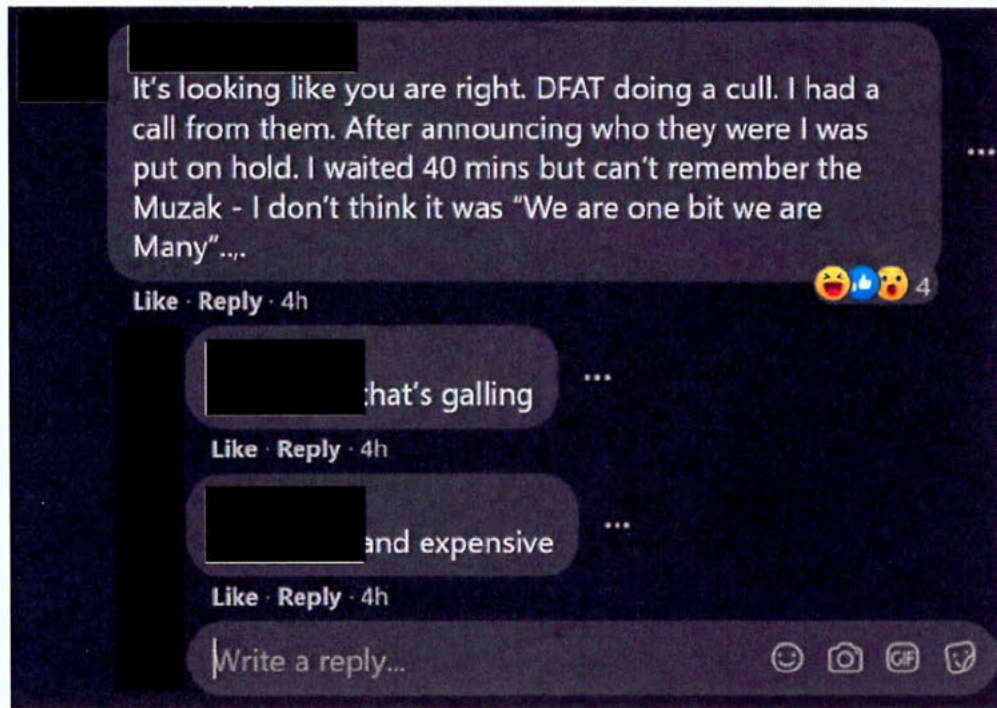 It's looking like you are right. DFAT doing a cull. I had a
call from them. After announcing who they were I was
put on hold. I waited 40 mins but can't remember the
Muzak - I don't think it was “We are one bit we are
Many”..,.
4
Like · Reply · 4h
that's galling
Like · Reply · 4h
and expensive
Like · Reply · 4h
Write a reply...
GIF